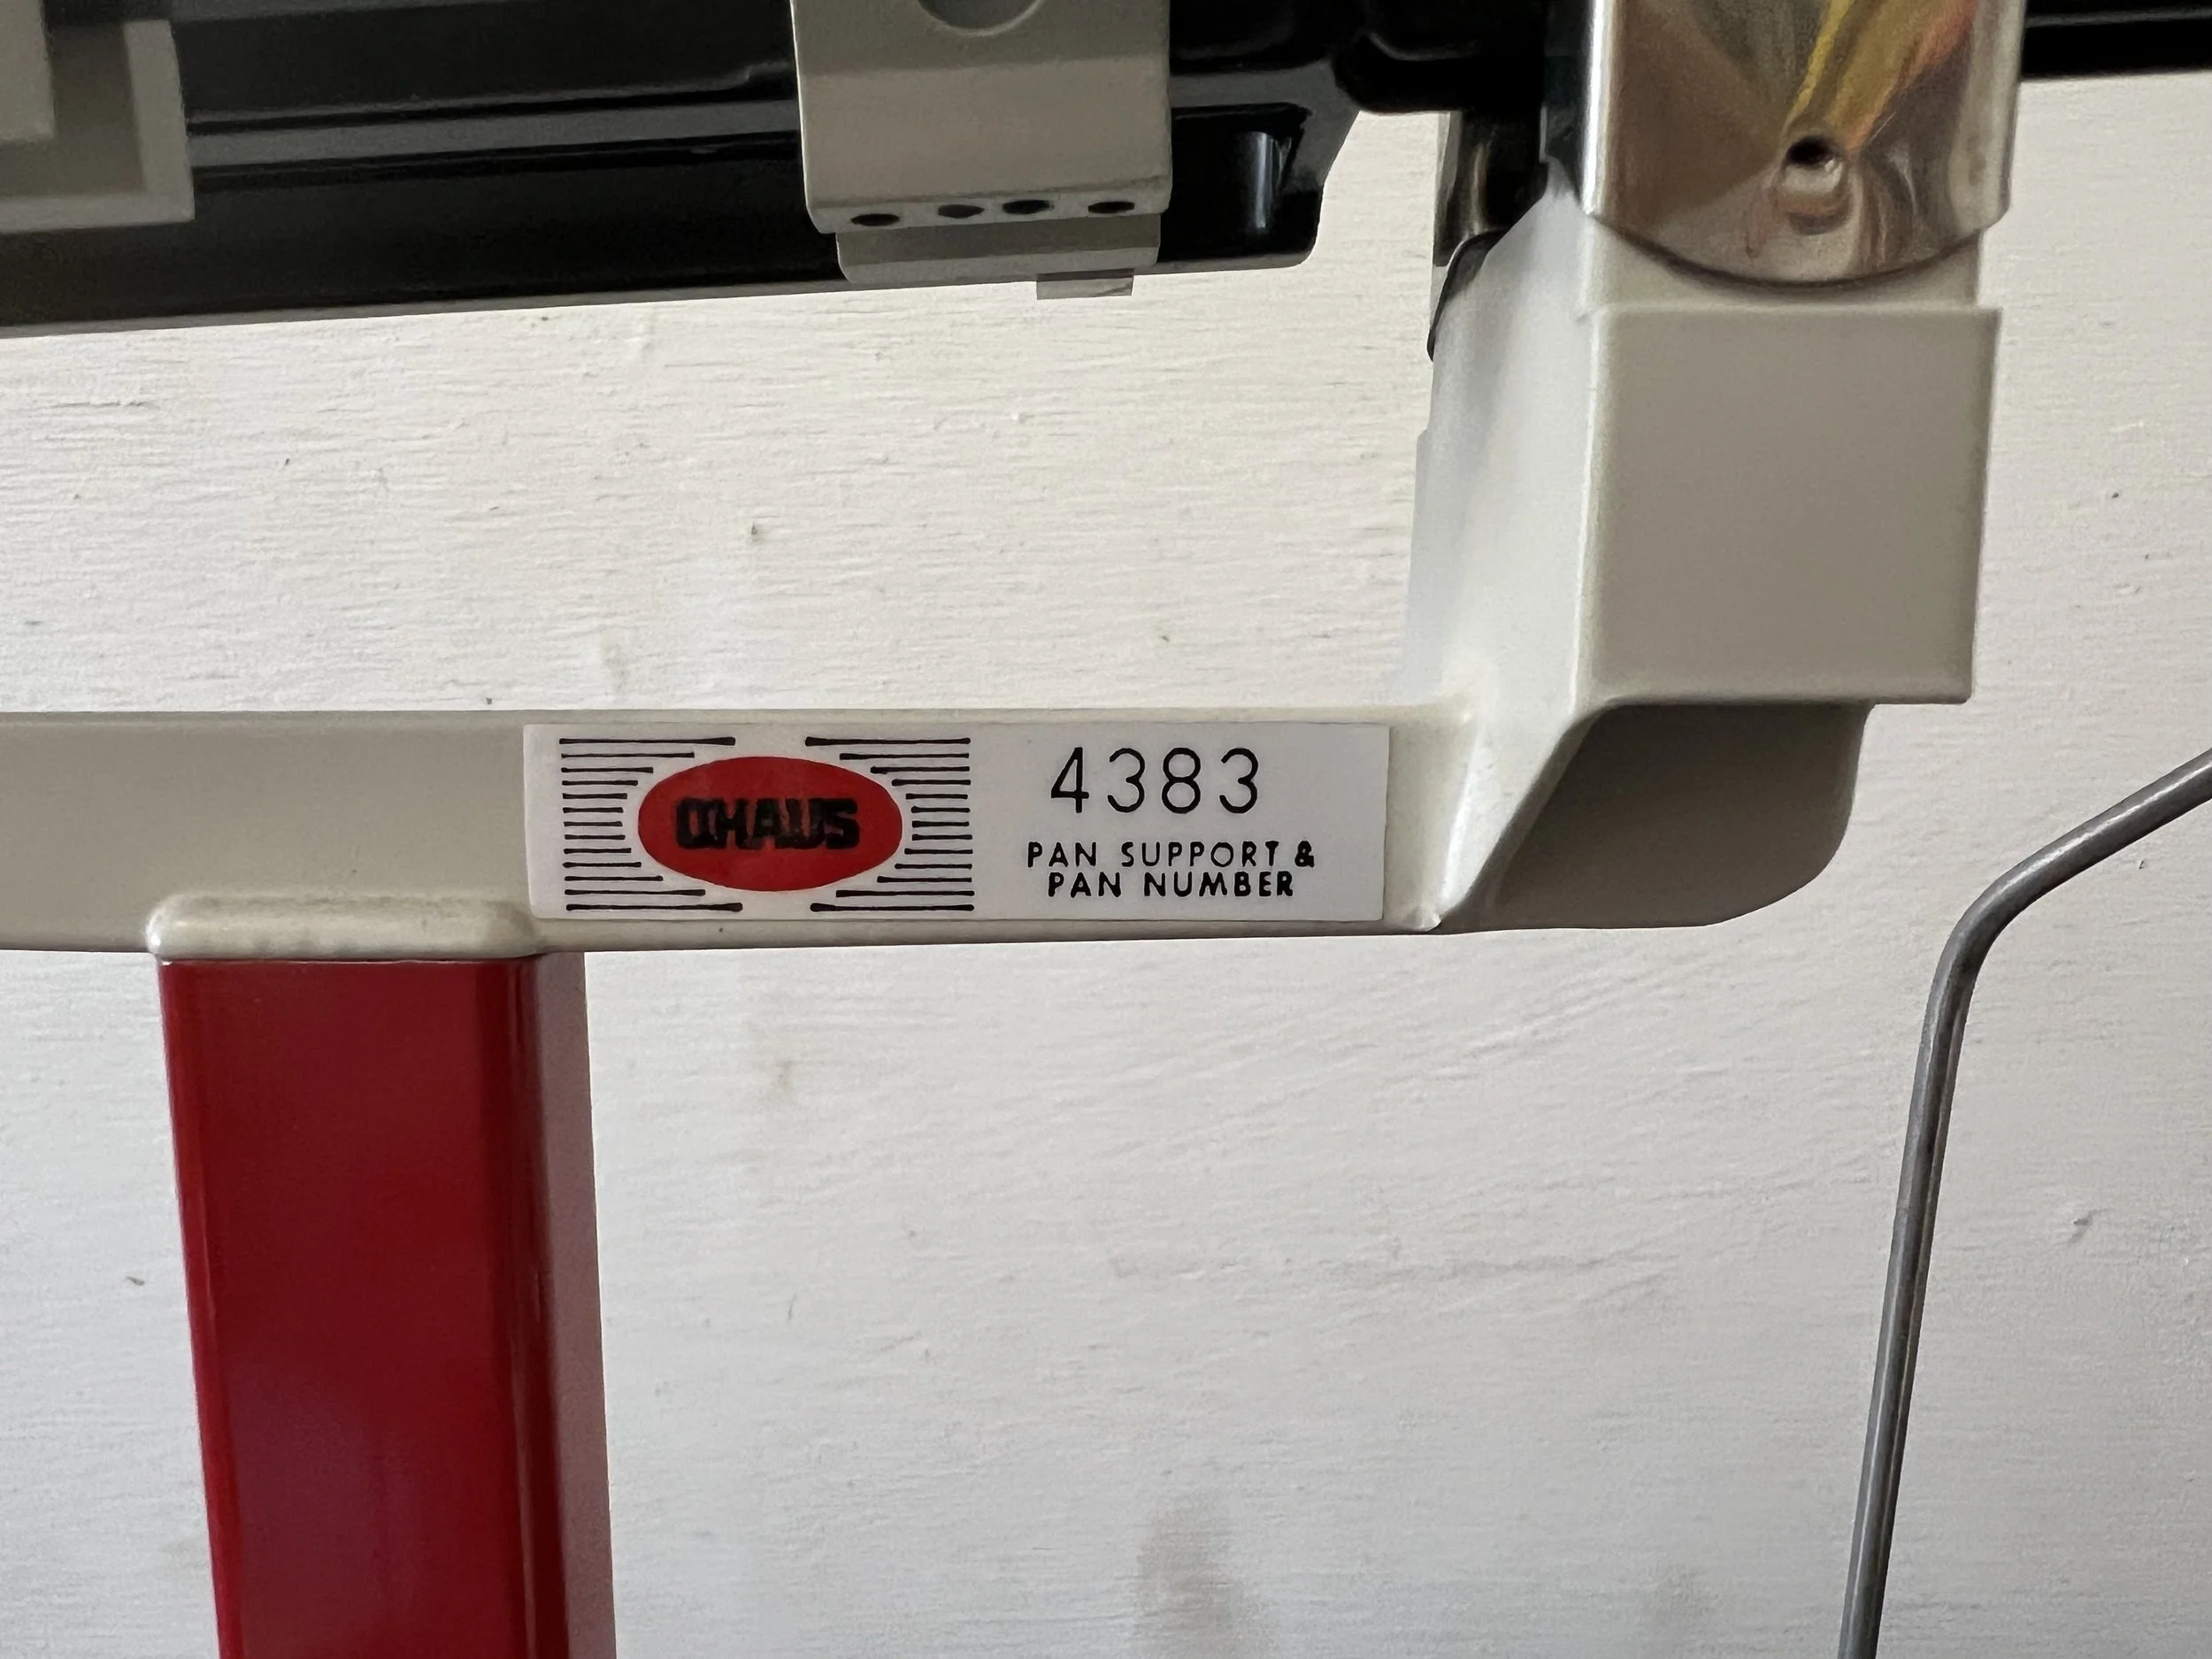 OHAUS
4383
PAN SUPPORT &
PAN NUMBER